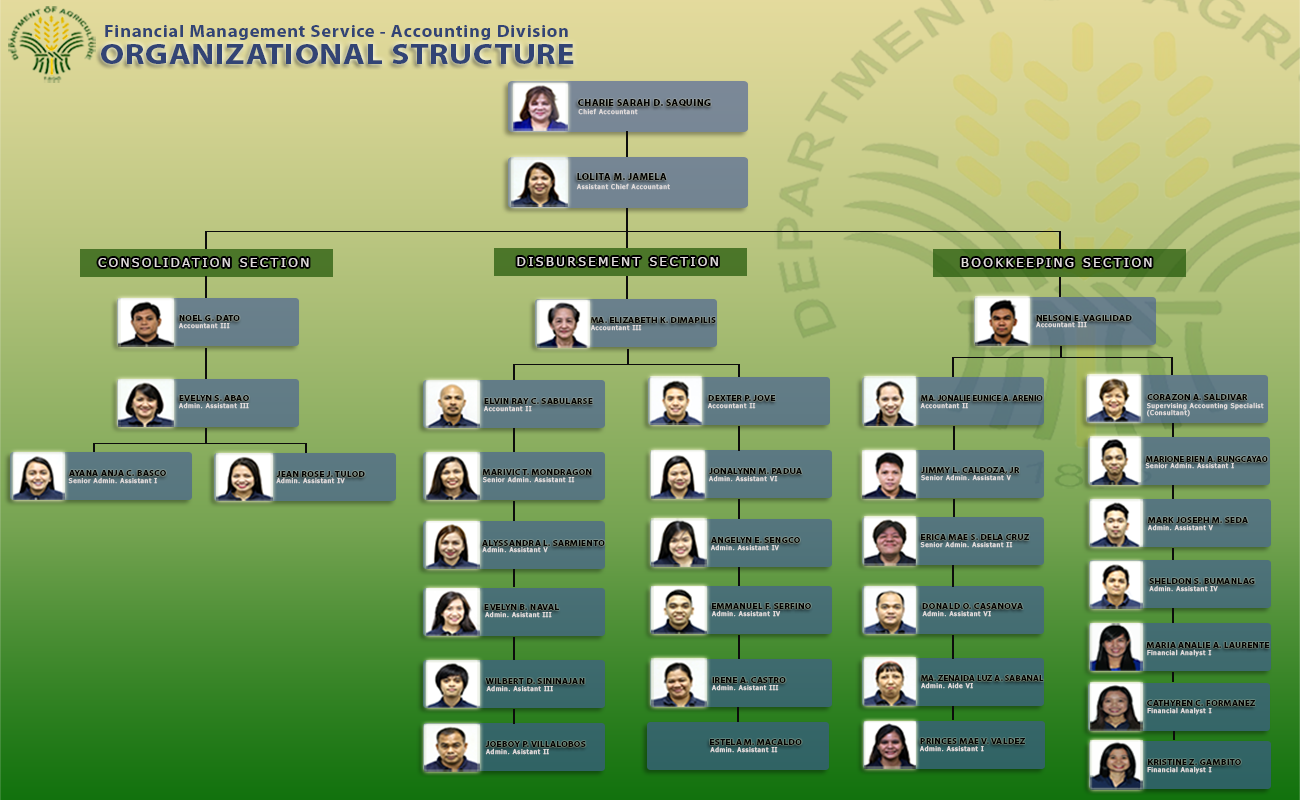 DEPARTMENT OF AGRICULTURE
Financial Management Service - Accounting Division
ORGANIZATIONAL STRUCTURE
CHARIE SARAH D. SAQUING
Chief Accountant
LOLITA M. JAMELA
Assistant Chief Accountant
CONSOLIDATION SECTION
NOEL G. DATO
Accountant III
EVELYN S. ABAO
Admin. Assistant III
AYANA ANJA C. BASCO
Senior Admin. Assistant I
JEAN ROSE J. TULOD
Admin. Assistant IV
DISBURSEMENT SECTION
MA. ELIZABETH K. DIMAPILIS
Accountant III
ELVIN RAY C. SABULARSE
Accountant II
MARIVIC T. MONDRAGON
Senior Admin. Assistant II
ALYSSANDRA L. SARMIENTO
Admin. Assistant V
EVELYN B. NAVAL
Admin. Assistant III
WILBERT D. SININAJAN
Admin. Asistant III
JOEBOY P. VILLALOBOS
Admin. Asistant II
DEXTER P. JOVE
Accountant II
JONALYNN M. PADUA
Admin. Assistant VI
ANGELYN E. SENGCO
Admin. Assistant IV
EMMANUEL F. SERFINO
Admin. Assistant IV
IRENE A. CASTRO
Admin. Asistant III
ESTELA M. MACALDO
Admin. Assistant II
BOOKKEEPING SECTION
NELSON E. VAGILIDAD
Accountant III
MA. JONALIE EUNICE A. ARENIO
Accountant II
JIMMY L. CALDOZA, JR
Senior Admin. Assistant V
ERICA MAE S. DELA CRUZ
Senior Admin. Assistant II
DONALD O. CASANOVA
Admin. Assistant VI
MA. ZENAIDA LUZ A. SABANAL
Admin. Aide VI
PRINCES MAE V. VALDEZ
Admin. Assistant I
CORAZON A. SALDIVAR
Supervising Accounting Specialist
(Consultant)
MARIONE BIEN A. BUNGCAYAO
Senior Admin. Assistant I
MARK JOSEPH M. SEDA
Admin. Assistant V
SHELDON S. BUMANLAG
Admin. Assistant IV
MARIA ANALIE A. LAURENTE
Financial Analyst I
CATHYREN C. FORMANEZ
Financial Analyst I
KRISTINE Z. GAMBITO
Financial Analyst I